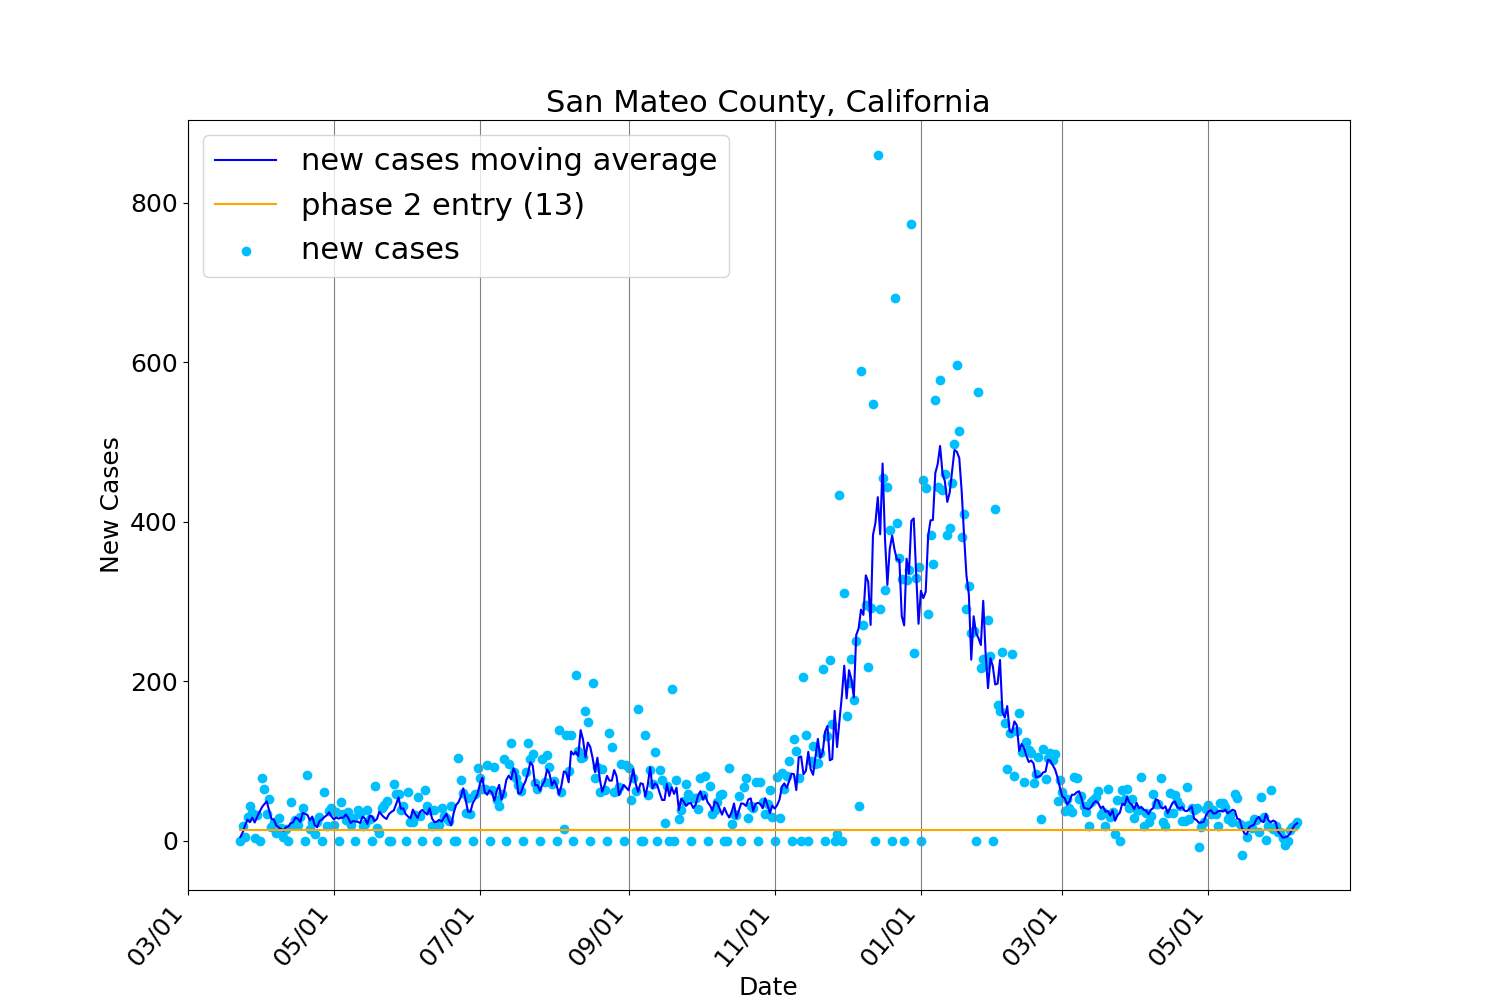 San Mateo County, California
new cases moving average
phase 2 entry (13)
new cases
800
600
400
200
0
New Cases
03/01
05/01
07/01
09/01
11/01
01/01
03/01
05/01
Date